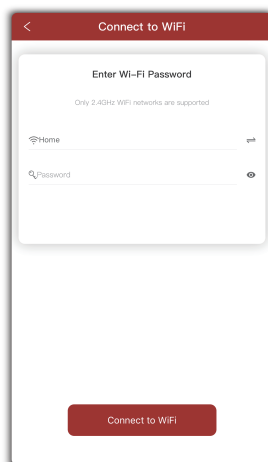 Connect to WiFi
Enter Wi-Fi Password
Only 2.4GHz WiFi networks are supported
Home
Password
Connect to WiFi